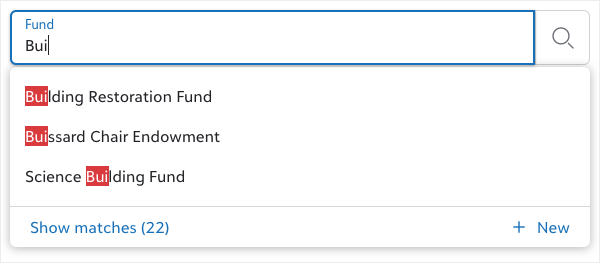 Fund
Bui
Building Restoration Fund
Buissard Chair Endowment
Science Building Fund
Show matches (22) + New